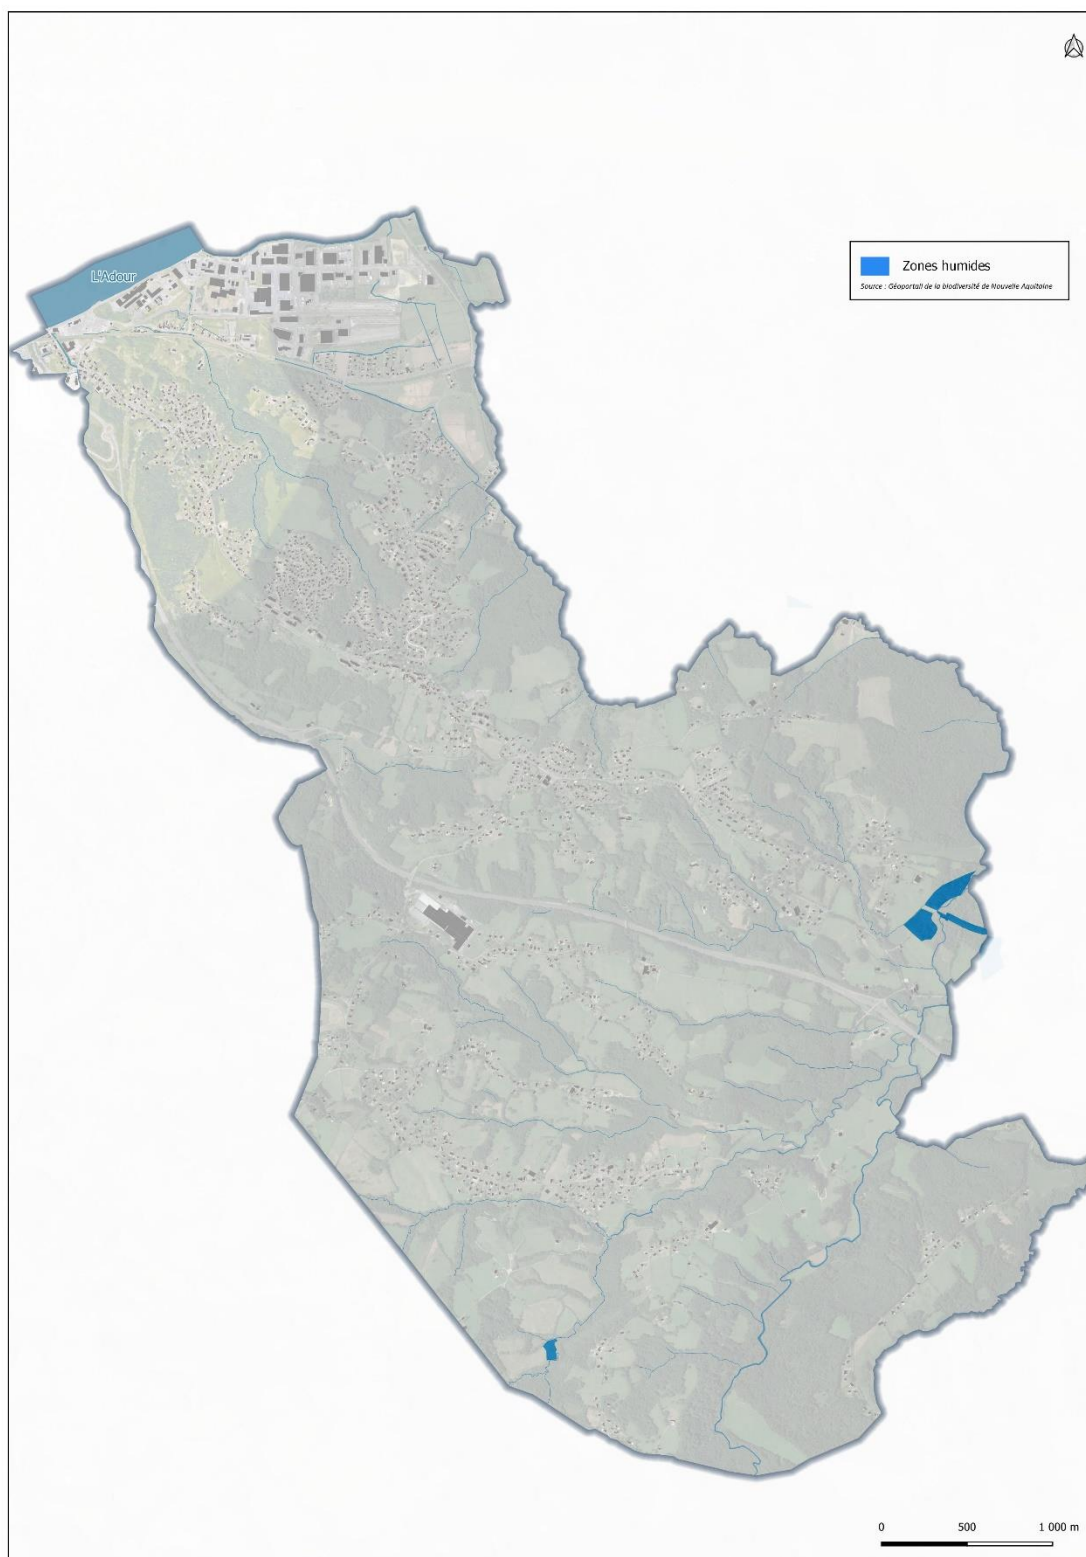 L'Adour
Zones humides
Source : Géoportail de la biodiversité de Nouvelle Aquitaine
0 500 1 000 m